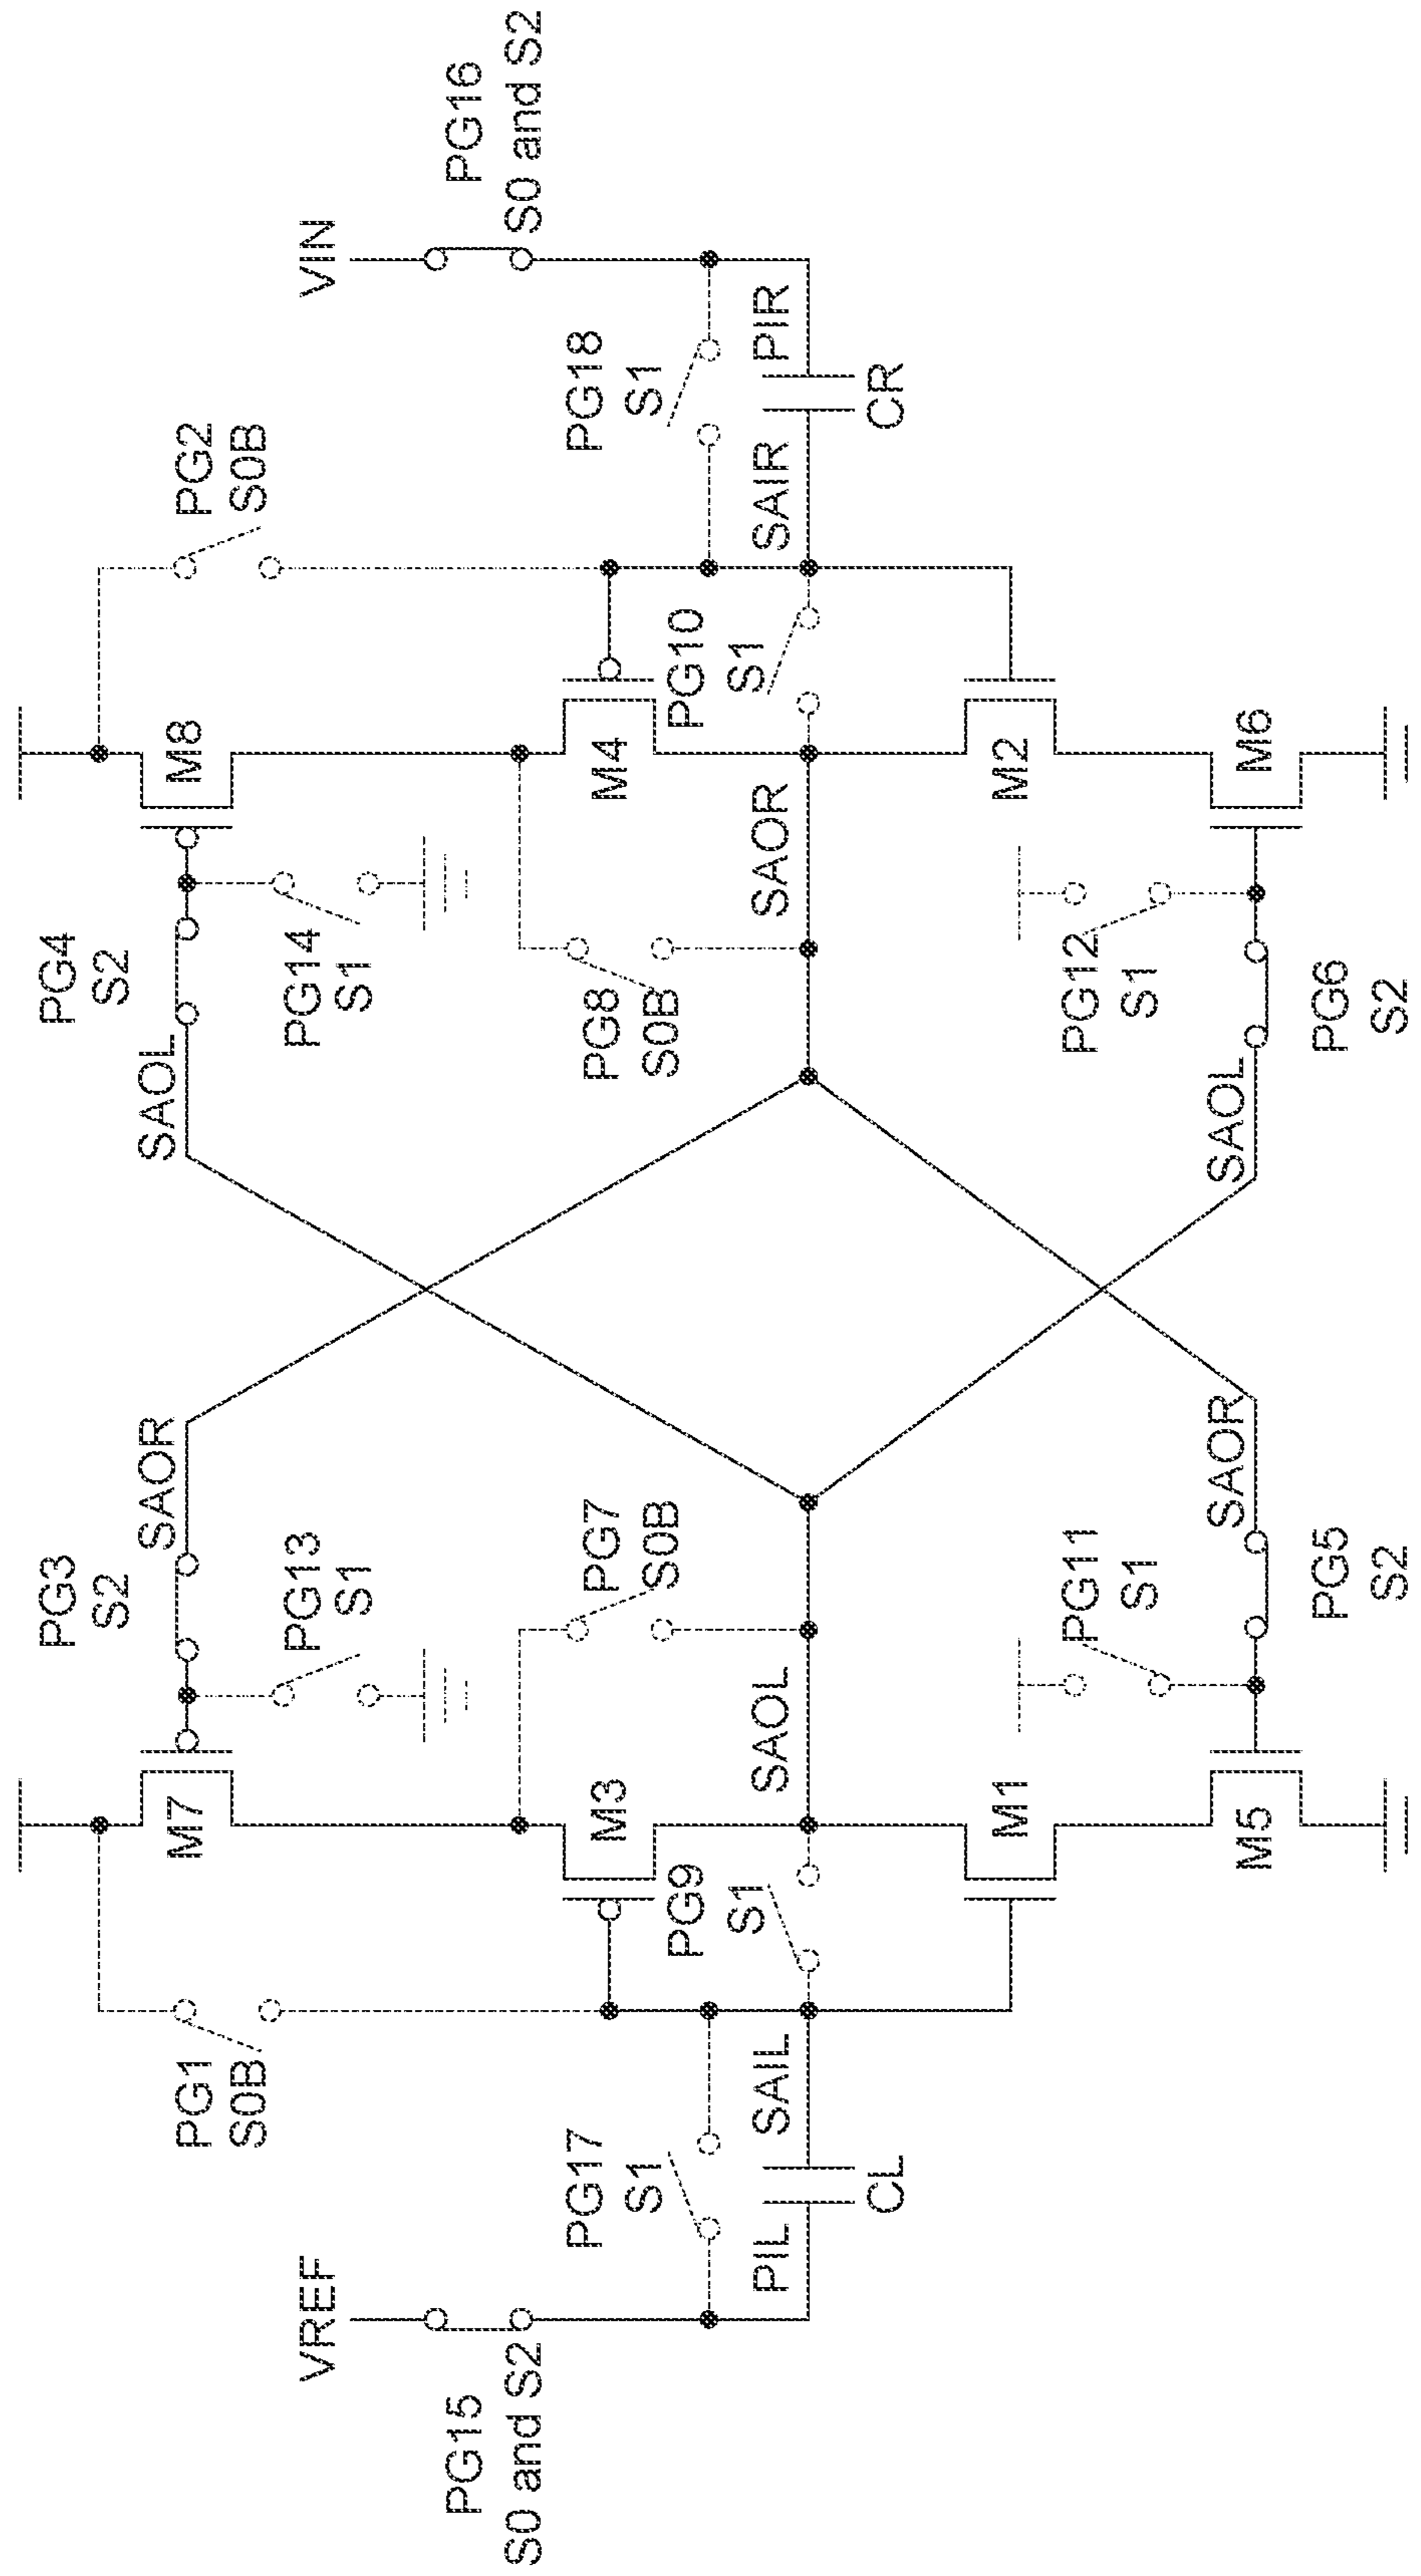 PG3
S2
PG4
S2
SAOR
SAOL
M7
M8
PG1
S0B
PG2
S0B
PG13
S1
PG14
S1
VREF
VIN
PG15
S0 and S2
PG16
S0 and S2
PG17
S1
PG18
S1
M3
M4
PG7
S0B
PG8
S0B
PG9
S1
PG10
S1
PIL
SAIL
SAOL
SAOR
SAIR
PIR
CL
CR
M1
M2
PG11
S1
PG12
S1
M5
SAOR
SAOL
M6
PG5
S2
PG6
S2